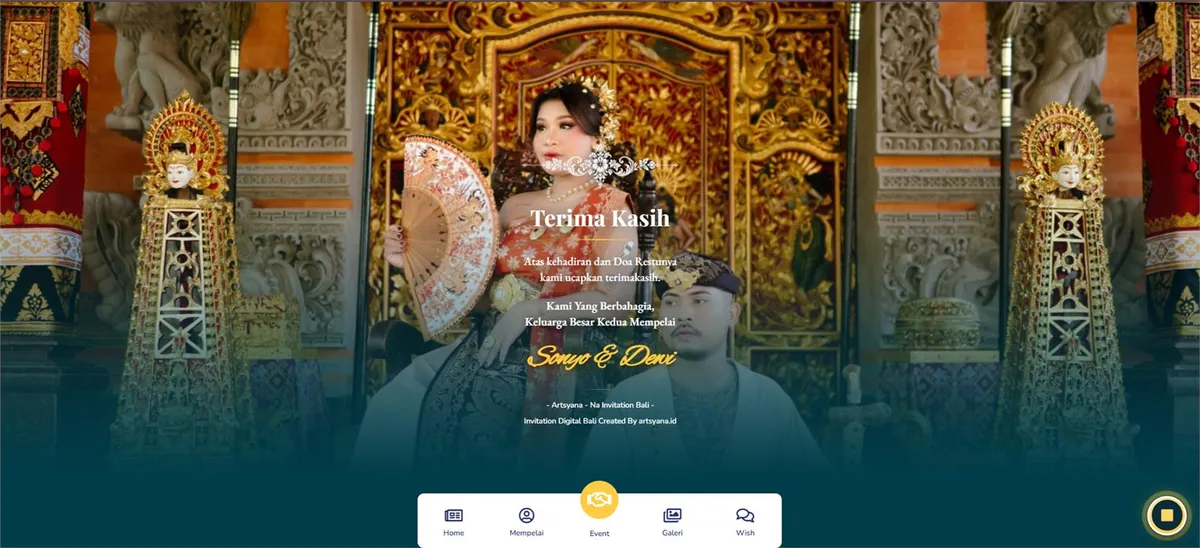 Terima Kasih
Atas kehadiran dan Doa Restunya
kami ucapkan terimakasih.
Kami Yang Berbahagia,
Keluarga Besar Kedua Mempelai
Sonyo & Dewi
- Artsyana - Na Invitation Bali -
Invitation Digital Bali Created By artsyana.id
Home
Mempelai
Event
Galeri
Wish